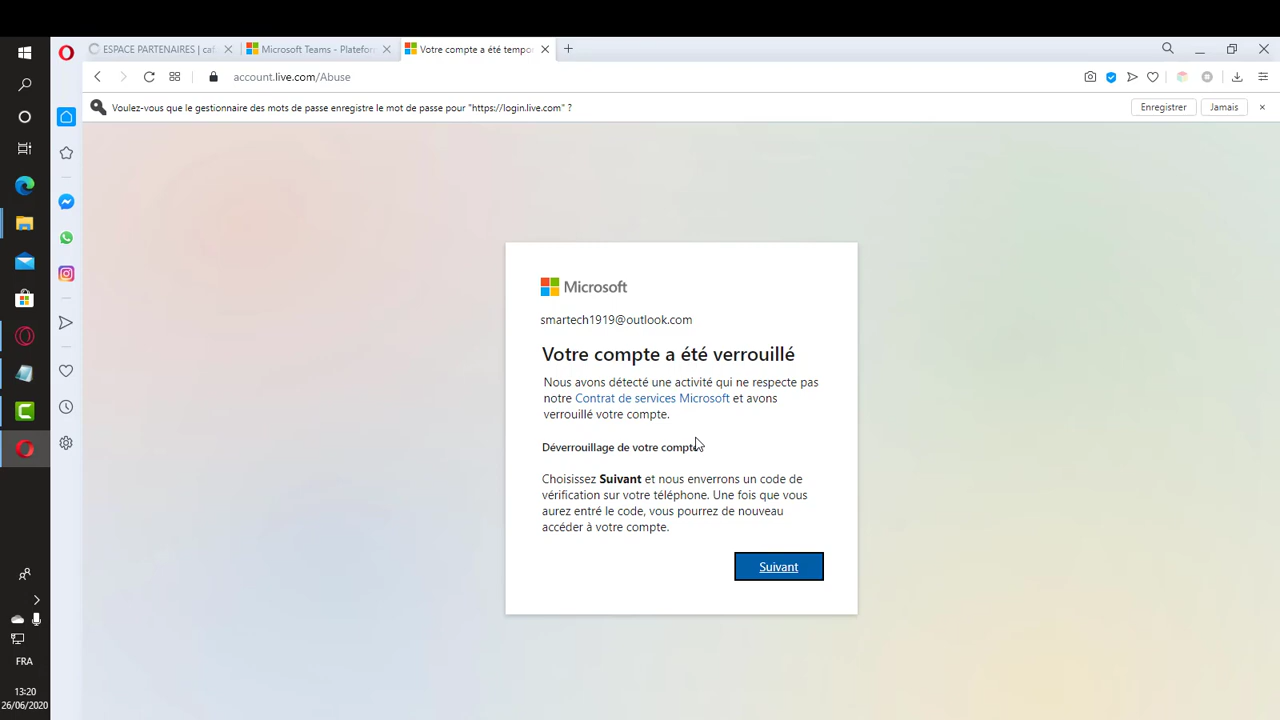 ESPACE PARTENAIRES | caf
Microsoft Teams - Platefor
Votre compte a été tempor
account.live.com/Abuse
Voulez-vous que le gestionnaire des mots de passe enregistre le mot de passe pour "https://login.live.com" ?
Enregistrer
Jamais
Microsoft
smartech1919@outlook.com
Votre compte a été verrouillé
Nous avons détecté une activité qui ne respecte pas
notre Contrat de services Microsoft et avons
verrouillé votre compte.
Déverrouillage de votre compte
Choisissez Suivant et nous enverrons un code de
vérification sur votre téléphone. Une fois que vous
aurez entré le code, vous pourrez de nouveau
accéder à votre compte.
Suivant
FRA
13:20
26/06/2020